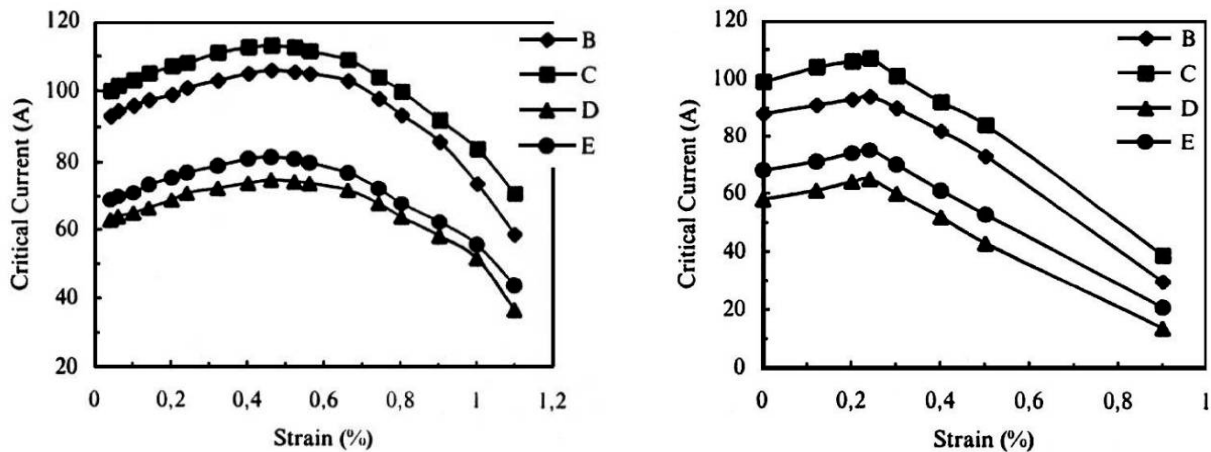 120
100
80
60
40
20
Critical Current (A)
0 0,2 0,4 0,6 0,8 1 1,2
Strain (%)
B
C
D
E
120
100
80
60
40
20
0
Critical Current (A)
0 0,2 0,4 0,6 0,8 1
Strain (%)
B
C
D
E